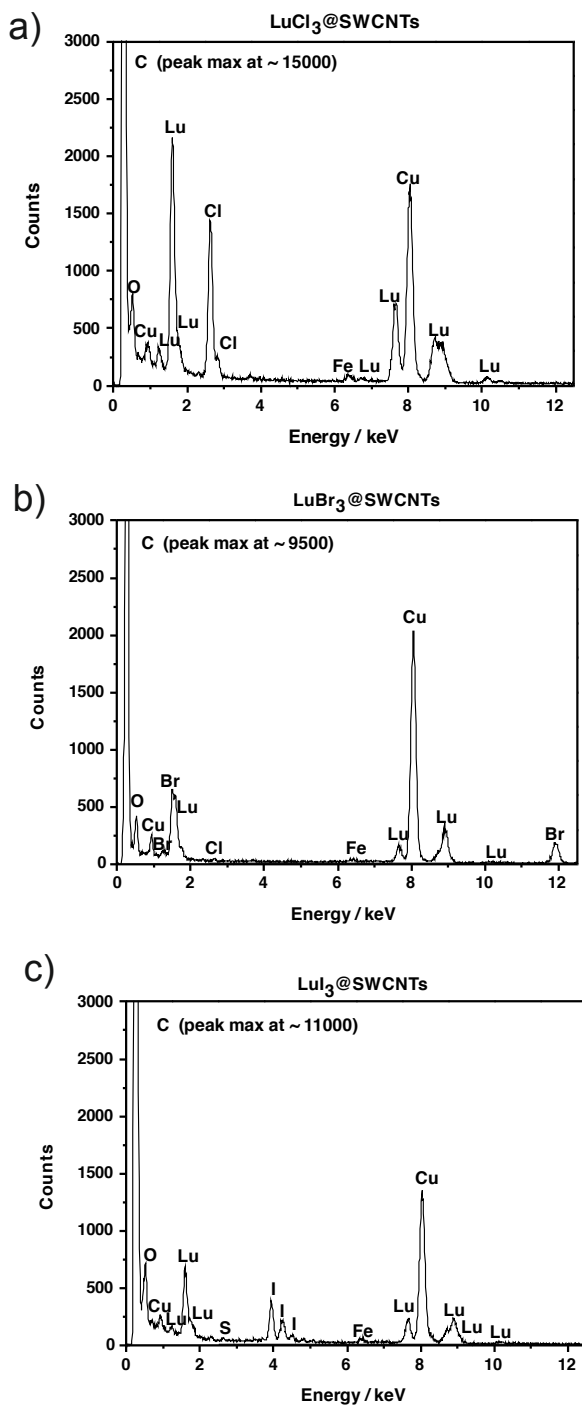 a)
LuCl3@SWCNTs
C (peak max at ~ 15000)
3000
2500
2000
1500
1000
500
0
Counts
O
Cu
Lu
Lu
Lu
Cl
Cl
Fe
Lu
Lu
Cu
Lu
Lu
0 2 4 6 8 10 12
Energy / keV
b)
LuBr3@SWCNTs
C (peak max at ~ 9500)
3000
2500
2000
1500
1000
500
0
Counts
O
Cu
Br
Br
Lu
Cl
Fe
Lu
Cu
Lu
Lu
Br
0 2 4 6 8 10 12
Energy / keV
c)
LuI3@SWCNTs
C (peak max at ~ 11000)
3000
2500
2000
1500
1000
500
0
Counts
O
Cu
Lu
Lu
Lu
S
I
I
I
Fe
Lu
Cu
Lu
Lu
Lu
0 2 4 6 8 10 12
Energy / keV